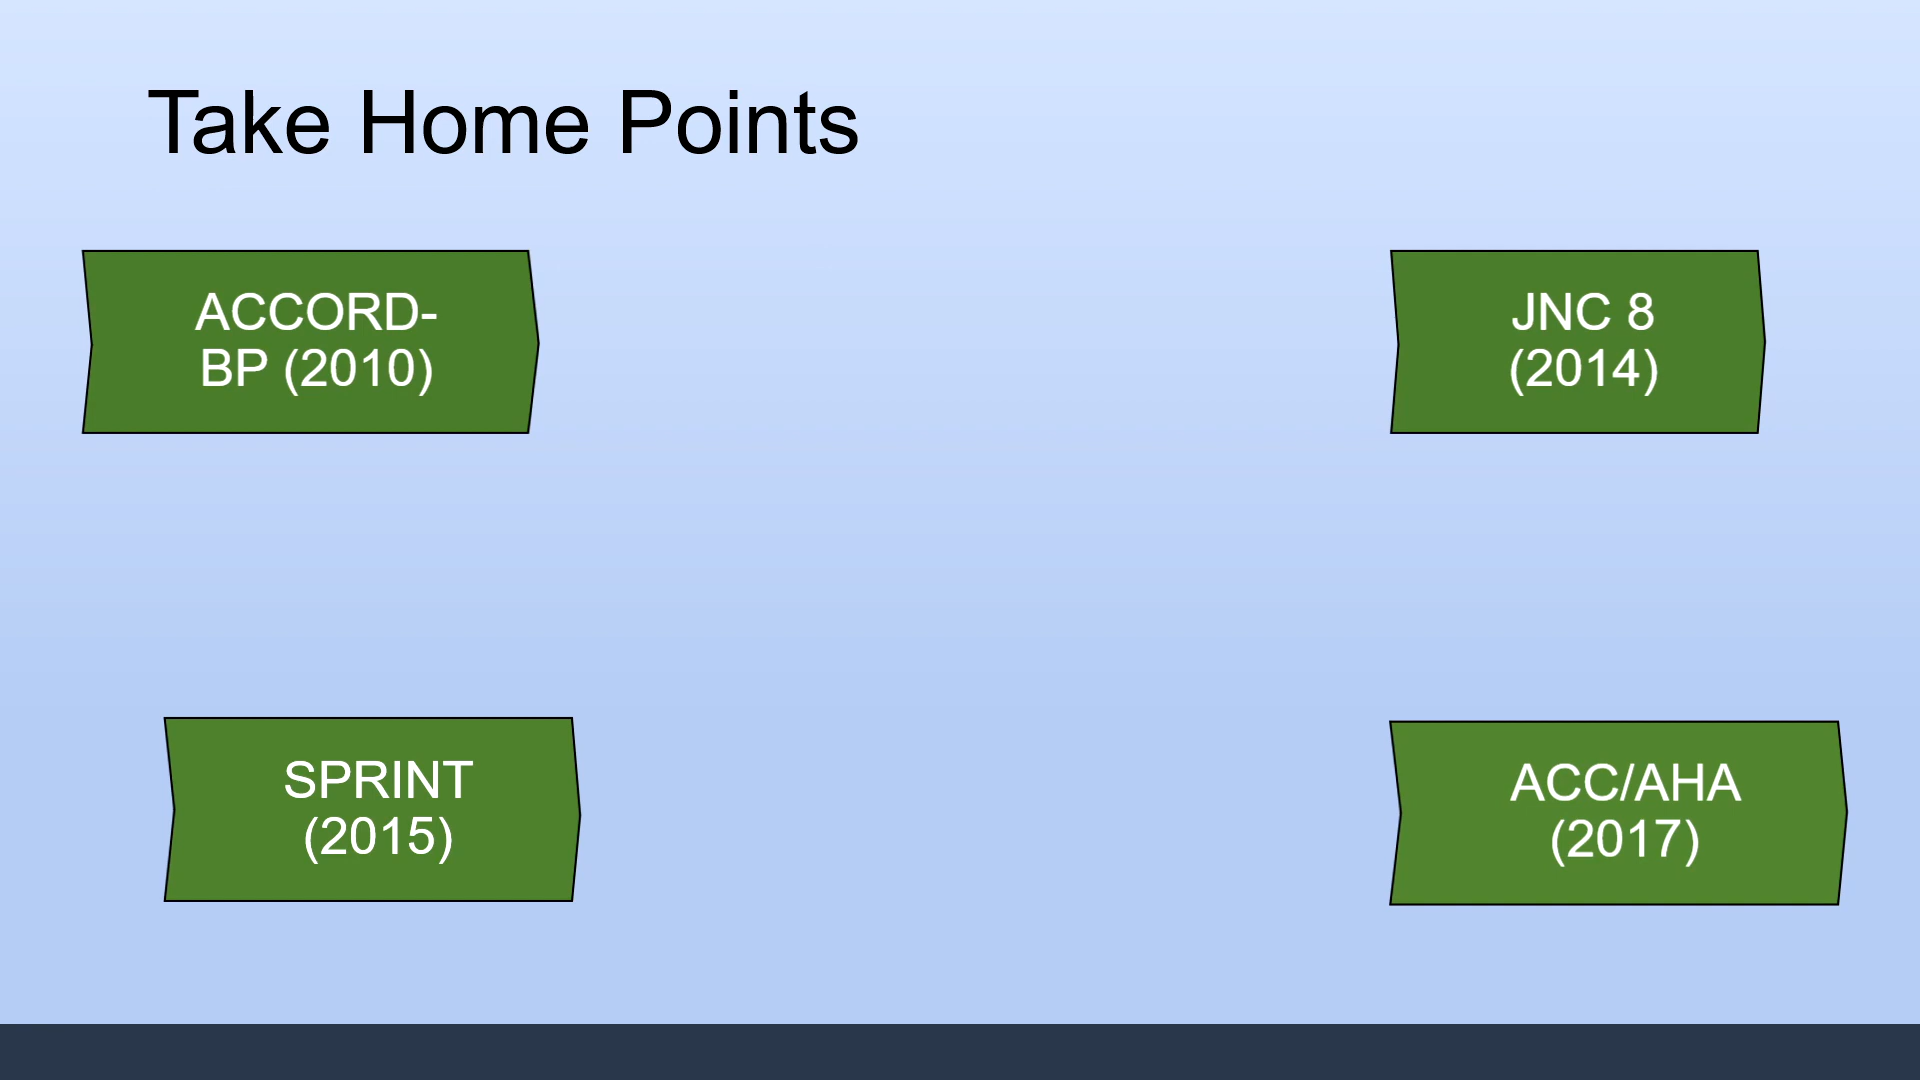 Take Home Points
ACCORD-
BP (2010)
JNC 8
(2014)
SPRINT
(2015)
ACC/AHA
(2017)